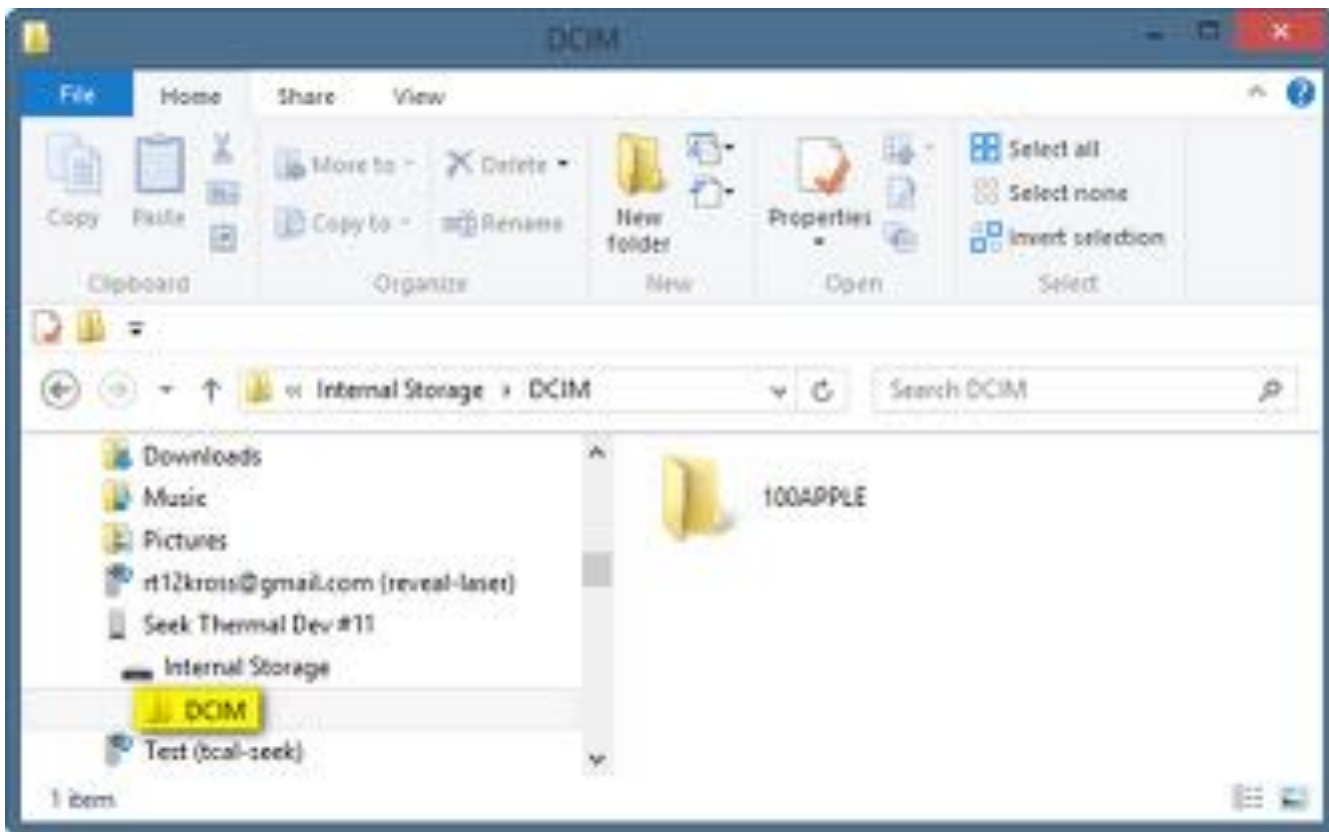 DCIM
File Home Share View
Copy Paste Move to Copy to Delete Rename New folder Properties Select all Select none Invert selection
Clipboard Organize New Open Select
« Internal Storage › DCIM Search DCIM
Downloads
Music
Pictures
rt12kross@gmail.com (reveal-laser)
Seek Thermal Dev #11
Internal Storage
DCIM
Test (tcal-seek)
100APPLE
1 item